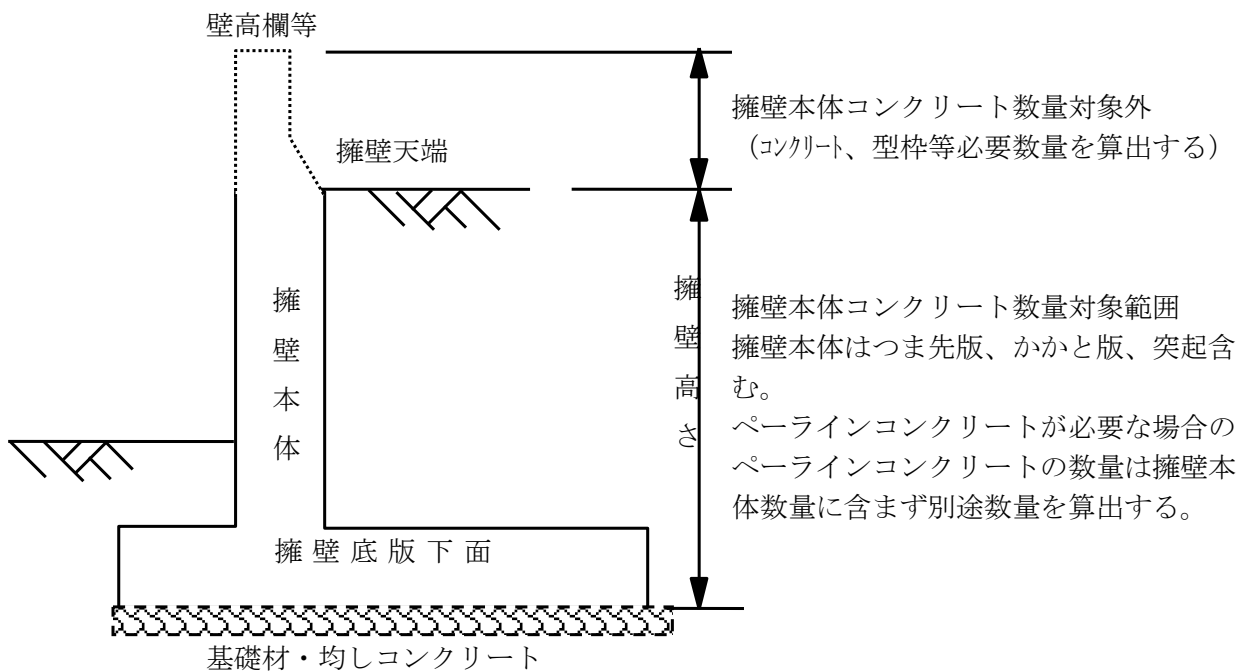 壁高欄等
擁壁本体コンクリート数量対象外
（コンクリート、型枠等必要数量を算出する）
擁壁天端
擁壁高さ
擁壁本体
擁壁本体コンクリート数量対象範囲
擁壁本体はつま先版、かかと版、突起含
む。
ペーラインコンクリートが必要な場合の
ペーラインコンクリートの数量は擁壁本
体数量に含まず別途数量を算出する。
擁壁底版下面
基礎材・均しコンクリート